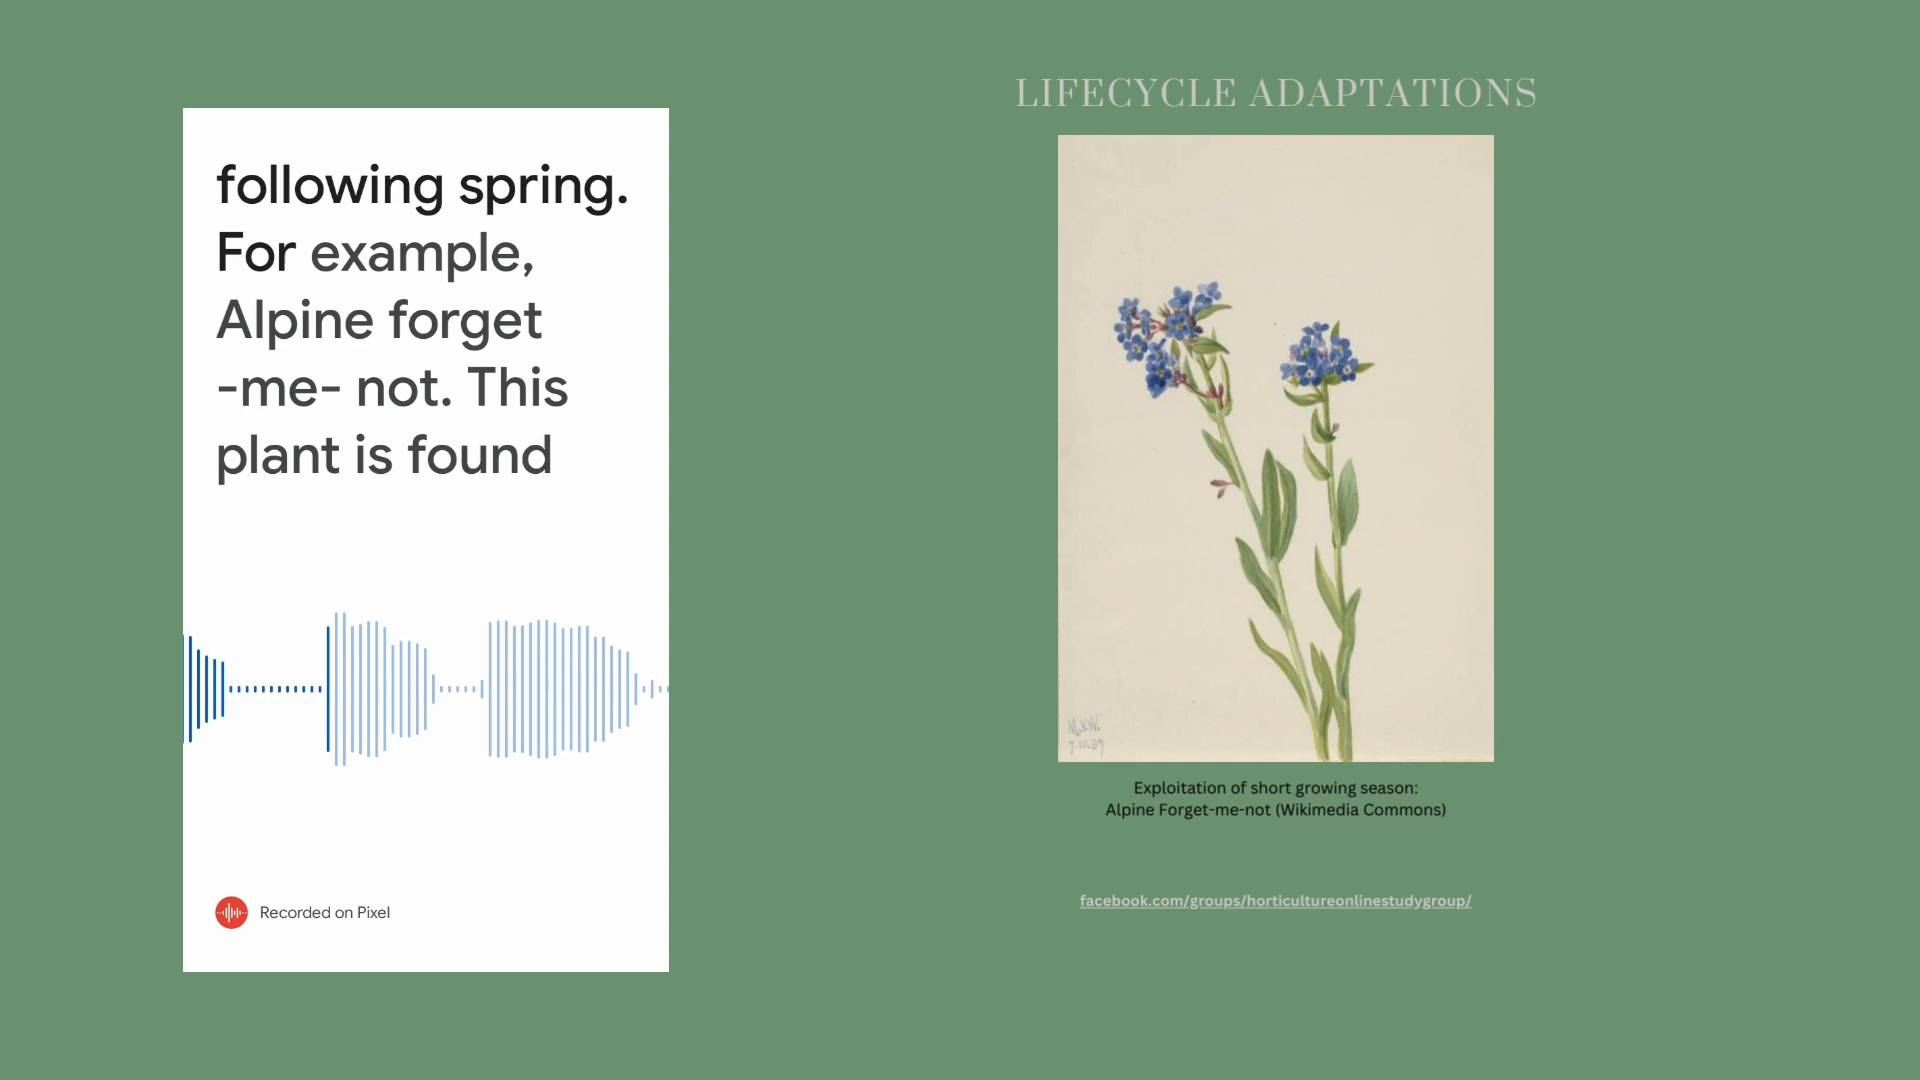 following spring.
For example,
Alpine forget
-me- not. This
plant is found
Recorded on Pixel
LIFECYCLE ADAPTATIONS
M.V.W.
Exploitation of short growing season:
Alpine Forget-me-not (Wikimedia Commons)
facebook.com/groups/horticultureonlinestudygroup/